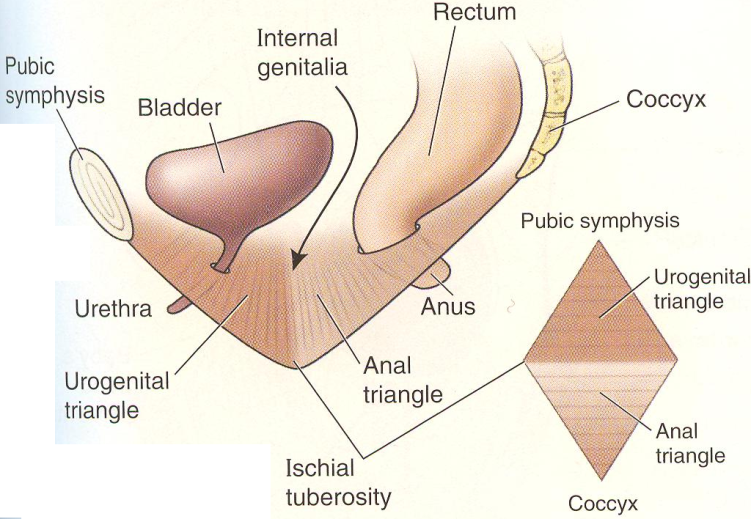 Rectum
Internal
genitalia
Pubic
symphysis
Bladder
Coccyx
Pubic symphysis
Urogenital
triangle
Urethra
Anus
Anal
triangle
Urogenital
triangle
Anal
triangle
Ischial
tuberosity
Coccyx